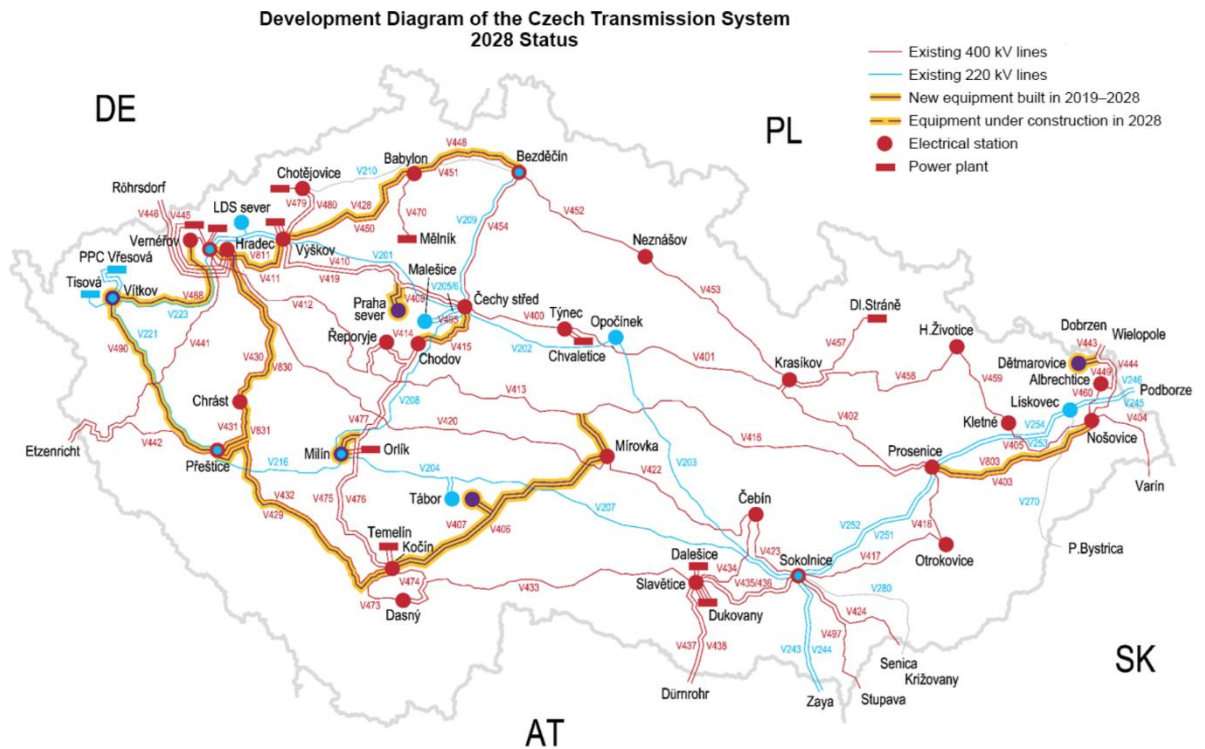 Development Diagram of the Czech Transmission System
2028 Status
Existing 400 kV lines
Existing 220 kV lines
New equipment built in 2019–2028
Equipment under construction in 2028
Electrical station
Power plant
DE
PL
SK
AT
Röhrsdorf
V446
V445
LDS sever
Chotějovice
V210
Babylon
V448
V451
Bezděčín
V479
V480
V428
V450
V470
Mělník
V209
V454
V452
Neznášov
V453
Vernéřov
Hradec
V811
V411
Výškov
V410
V419
V201
Malešice
V205/6
PPC Vřesová
Tisová
Vítkov
V488
V223
V221
V490
V441
V412
V430
V830
Praha
sever
V409
V495
Čechy střed
Řeporyje
V414
V415
Chodov
V400
Týnec
Chvaletice
V202
Opočínek
V401
Dl.Stráně
V457
Krasíkov
V458
H.Životice
V459
Kletné
V402
Dobrzen
Wielopole
V443
V444
Dětmarovice
Albrechtice
V449
V460
V246
V245
Podborze
Lískovec
V254
V253
V405
V404
Nošovice
Varín
Chrást
V431
V831
Přeštice
V442
Etzenricht
V208
V413
V477
V420
V216
Milín
Orlík
V204
V416
Mírovka
V422
V203
Prosenice
V803
V403
V270
P.Bystrica
V432
V429
V475
V476
Tábor
V407
V406
V207
Čebín
V423
V252
V251
V418
V417
Otrokovice
Temelín
Kočín
V474
V473
Dasný
V433
Dalešice
Slavětice
V434
V435/436
Dukovany
Sokolnice
V280
V424
V497
V437
V438
Dürnrohr
V243
V244
Zaya
Senica
Križovany
Stupava